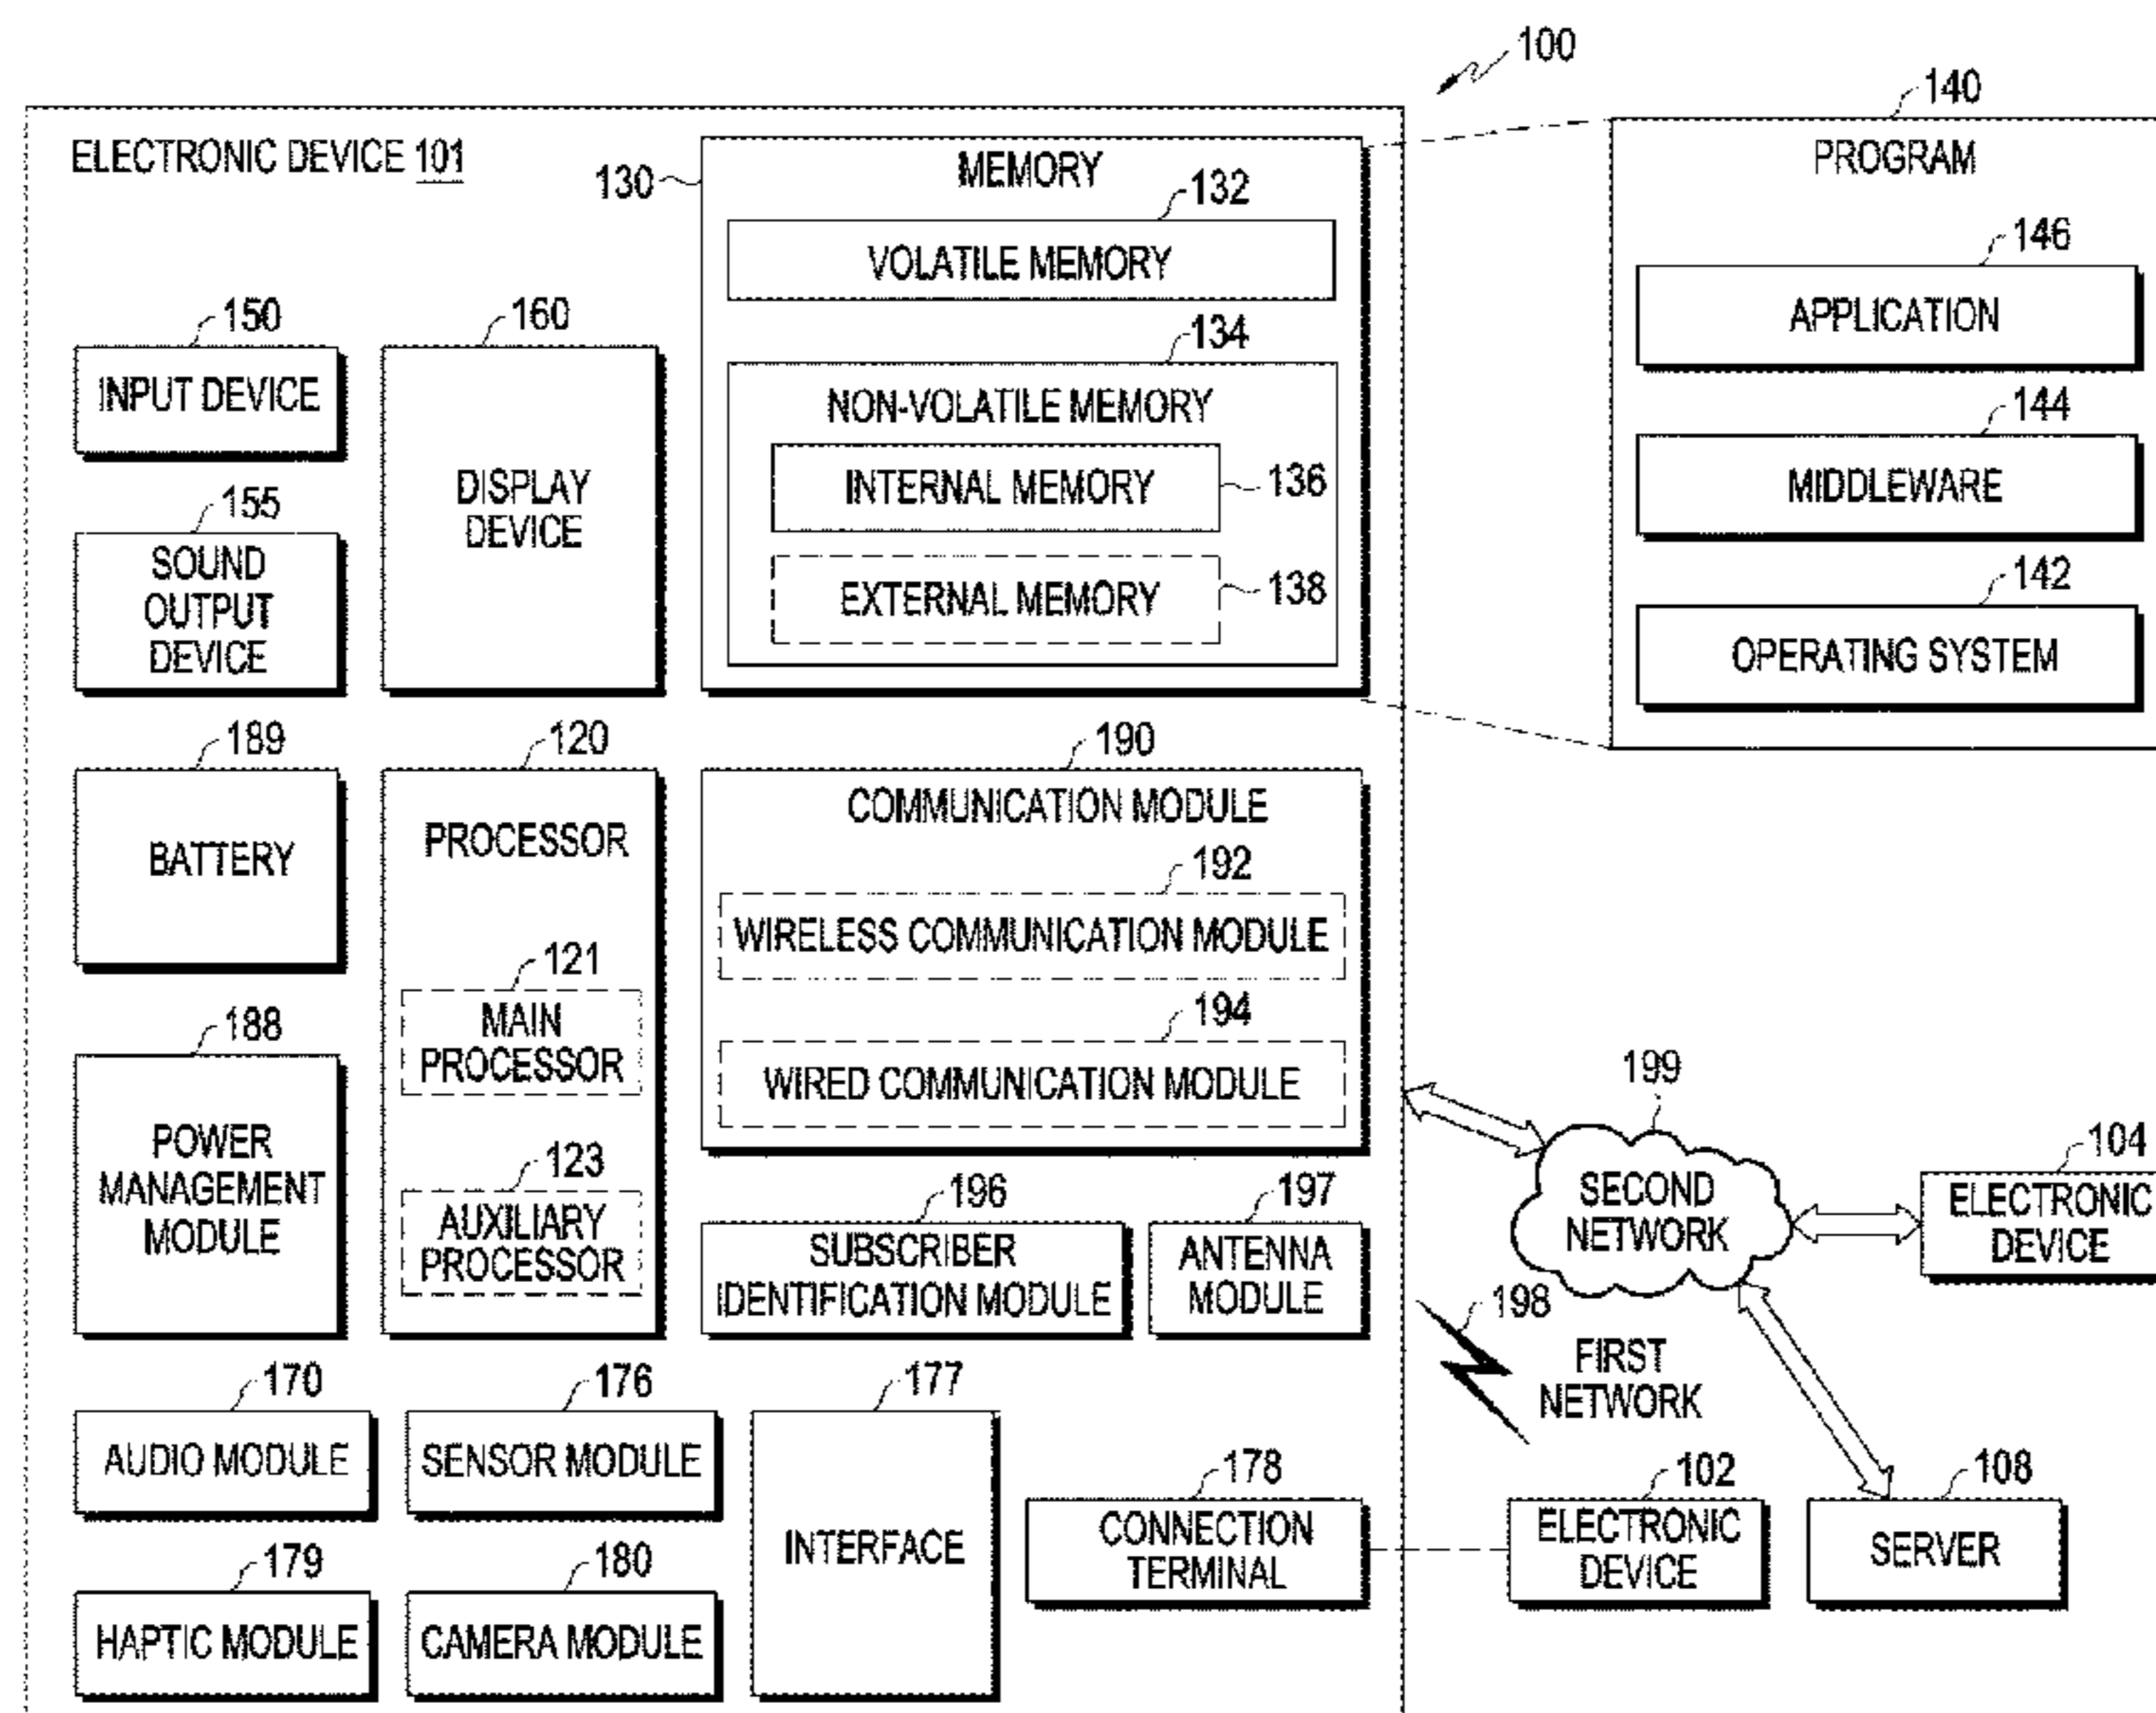 100
140
ELECTRONIC DEVICE 101
130
MEMORY
132
VOLATILE MEMORY
134
NON-VOLATILE MEMORY
INTERNAL MEMORY
136
EXTERNAL MEMORY
138
PROGRAM
146
APPLICATION
144
MIDDLEWARE
142
OPERATING SYSTEM
150
INPUT DEVICE
160
DISPLAY
DEVICE
155
SOUND
OUTPUT
DEVICE
189
BATTERY
120
PROCESSOR
121
MAIN
PROCESSOR
123
AUXILIARY
PROCESSOR
190
COMMUNICATION MODULE
192
WIRELESS COMMUNICATION MODULE
194
WIRED COMMUNICATION MODULE
188
POWER
MANAGEMENT
MODULE
196
SUBSCRIBER
IDENTIFICATION MODULE
197
ANTENNA
MODULE
199
SECOND
NETWORK
104
ELECTRONIC
DEVICE
198
FIRST
NETWORK
170
AUDIO MODULE
176
SENSOR MODULE
177
INTERFACE
178
CONNECTION
TERMINAL
102
ELECTRONIC
DEVICE
108
SERVER
179
HAPTIC MODULE
180
CAMERA MODULE